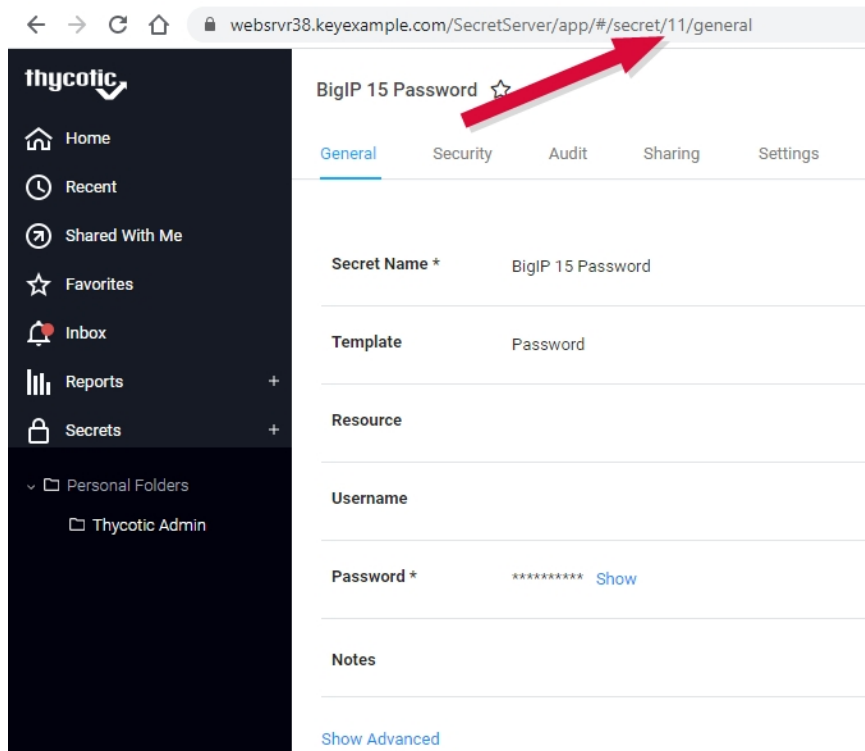 websrvr38.keyexample.com/SecretServer/app/#/secret/11/general
thycotic
Home
Recent
Shared With Me
Favorites
Inbox
Reports +
Secrets +
Personal Folders
Thycotic Admin
BigIP 15 Password
General Security Audit Sharing Settings
Secret Name * BigIP 15 Password
Template Password
Resource
Username
Password * ********** Show
Notes
Show Advanced